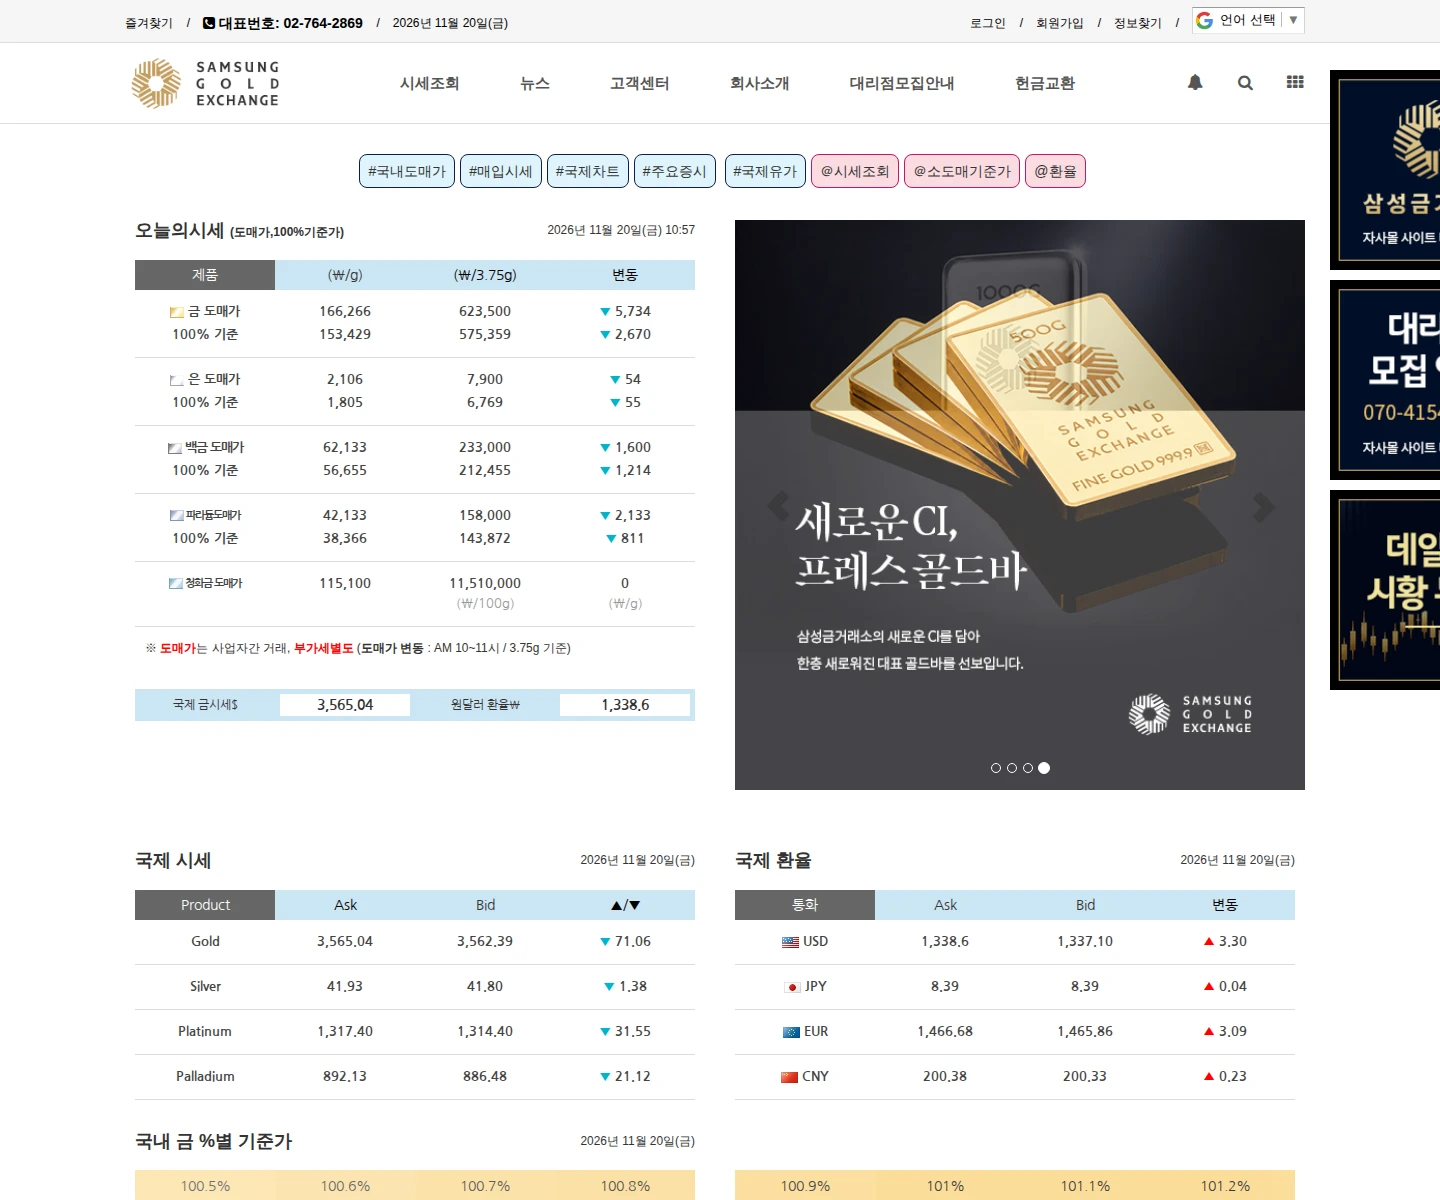 즐겨찾기 / 대표번호: 02-764-2869 / 2026년 11월 20일(금)
로그인 / 회원가입 / 정보찾기 / 언어 선택 ▼
SAMSUNG
GOLD
EXCHANGE
시세조회 뉴스 고객센터 회사소개 대리점모집안내 헌금교환
#국내도매가 #매입시세 #국제차트 #주요증시 #국제유가 @시세조회 @소도매기준가 @환율
오늘의시세 (도매가,100%기준가) 2026년 11월 20일(금) 10:57
제품 (₩/g) (₩/3.75g) 변동
금 도매가 166,266 623,500 ▼ 5,734
100% 기준 153,429 575,359 ▼ 2,670
은 도매가 2,106 7,900 ▼ 54
100% 기준 1,805 6,769 ▼ 55
백금 도매가 62,133 233,000 ▼ 1,600
100% 기준 56,655 212,455 ▼ 1,214
파라듐도매가 42,133 158,000 ▼ 2,133
100% 기준 38,366 143,872 ▼ 811
청화금도매가 115,100 11,510,000 0
(₩/100g) (₩/g)
※ 도매가는 사업자간 거래, 부가세별도 (도매가 변동 : AM 10~11시 / 3.75g 기준)
국제 금시세$ 3,565.04 원달러 환율₩ 1,338.6
1000G
500G
SAMSUNG
GOLD
EXCHANGE
FINE GOLD 999.9
새로운 CI,
프레스 골드바
삼성금거래소의 새로운 CI를 담아
한층 새로워진 대표 골드바를 선보입니다.
SAMSUNG
GOLD
EXCHANGE
삼성금
자사몰 사이트
대리
모집
070-4154
자사몰 사이트
데일
시황
국제 시세 2026년 11월 20일(금)
Product Ask Bid ▲/▼
Gold 3,565.04 3,562.39 ▼ 71.06
Silver 41.93 41.80 ▼ 1.38
Platinum 1,317.40 1,314.40 ▼ 31.55
Palladium 892.13 886.48 ▼ 21.12
국제 환율 2026년 11월 20일(금)
통화 Ask Bid 변동
USD 1,338.6 1,337.10 ▲ 3.30
JPY 8.39 8.39 ▲ 0.04
EUR 1,466.68 1,465.86 ▲ 3.09
CNY 200.38 200.33 ▲ 0.23
국내 금 %별 기준가 2026년 11월 20일(금)
100.5% 100.6% 100.7% 100.8% 100.9% 101% 101.1% 101.2%